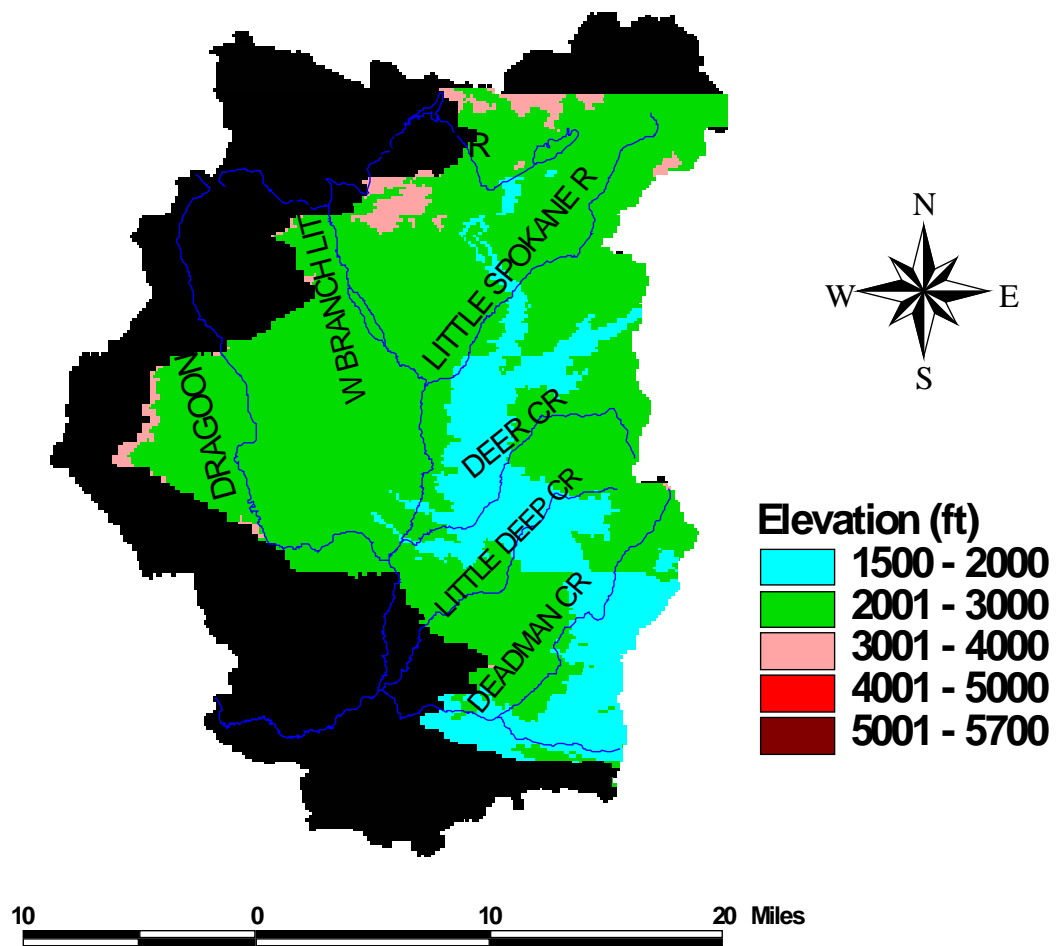 R
LITTLE SPOKANE R
W BRANCH LIT
DRAGOON
DEER CR
LITTLE DEEP CR
DEADMAN CR
N
W
E
S
Elevation (ft)
1500 - 2000
2001 - 3000
3001 - 4000
4001 - 5000
5001 - 5700
10 0 10 20 Miles